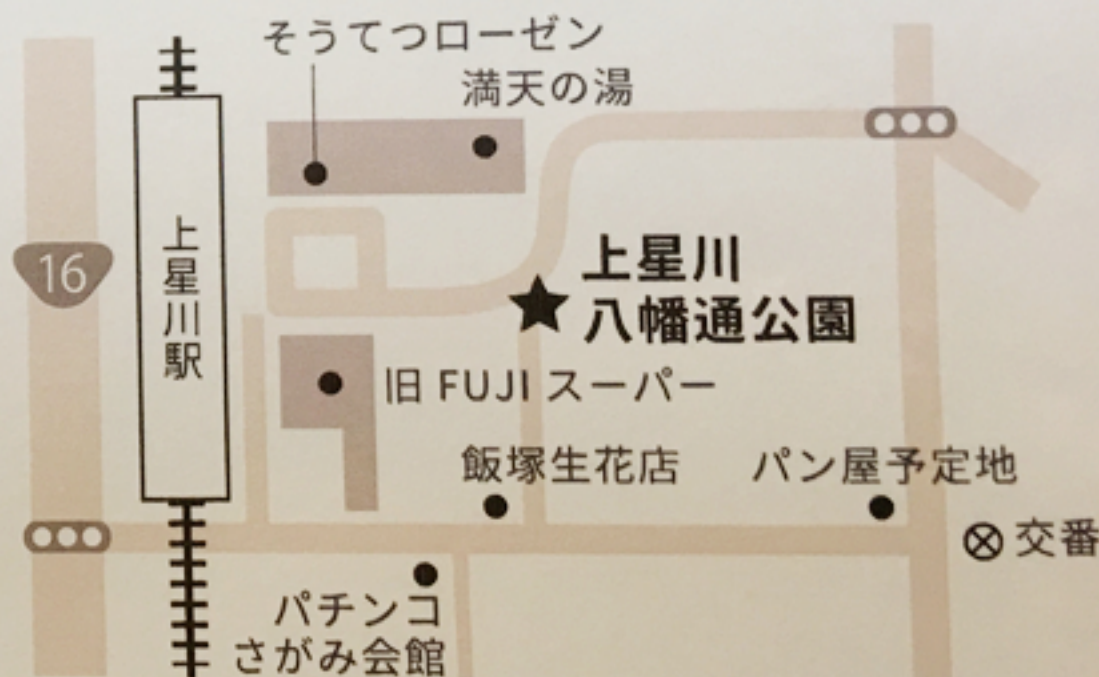 そうてつローゼン
満天の湯
16
上星川駅
上星川
八幡通公園
旧 FUJI スーパー
飯塚生花店
パン屋予定地
交番
パチンコ
さがみ会館